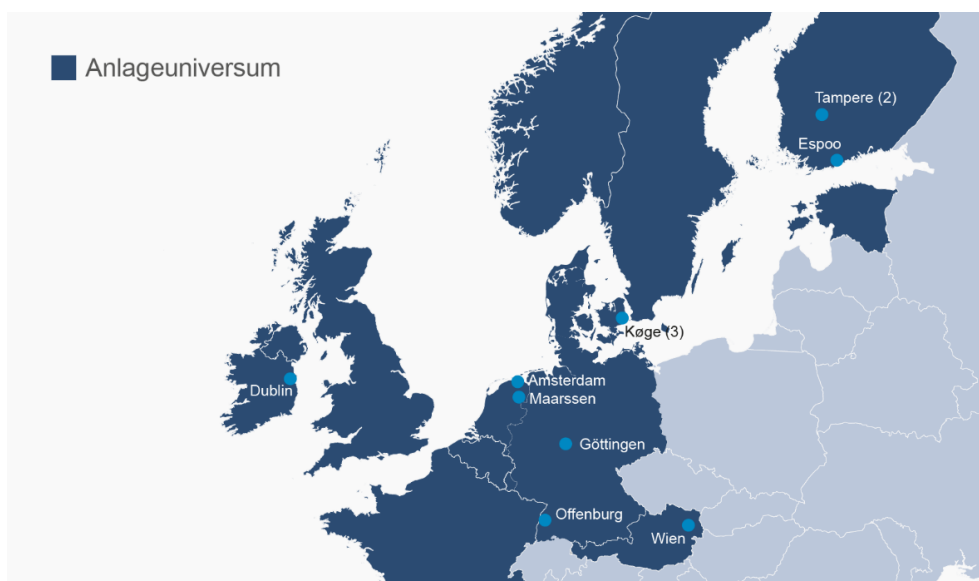 Anlageuniversum
Tampere (2)
Espoo
Køge (3)
Amsterdam
Dublin
Maarssen
Göttingen
Offenburg
Wien